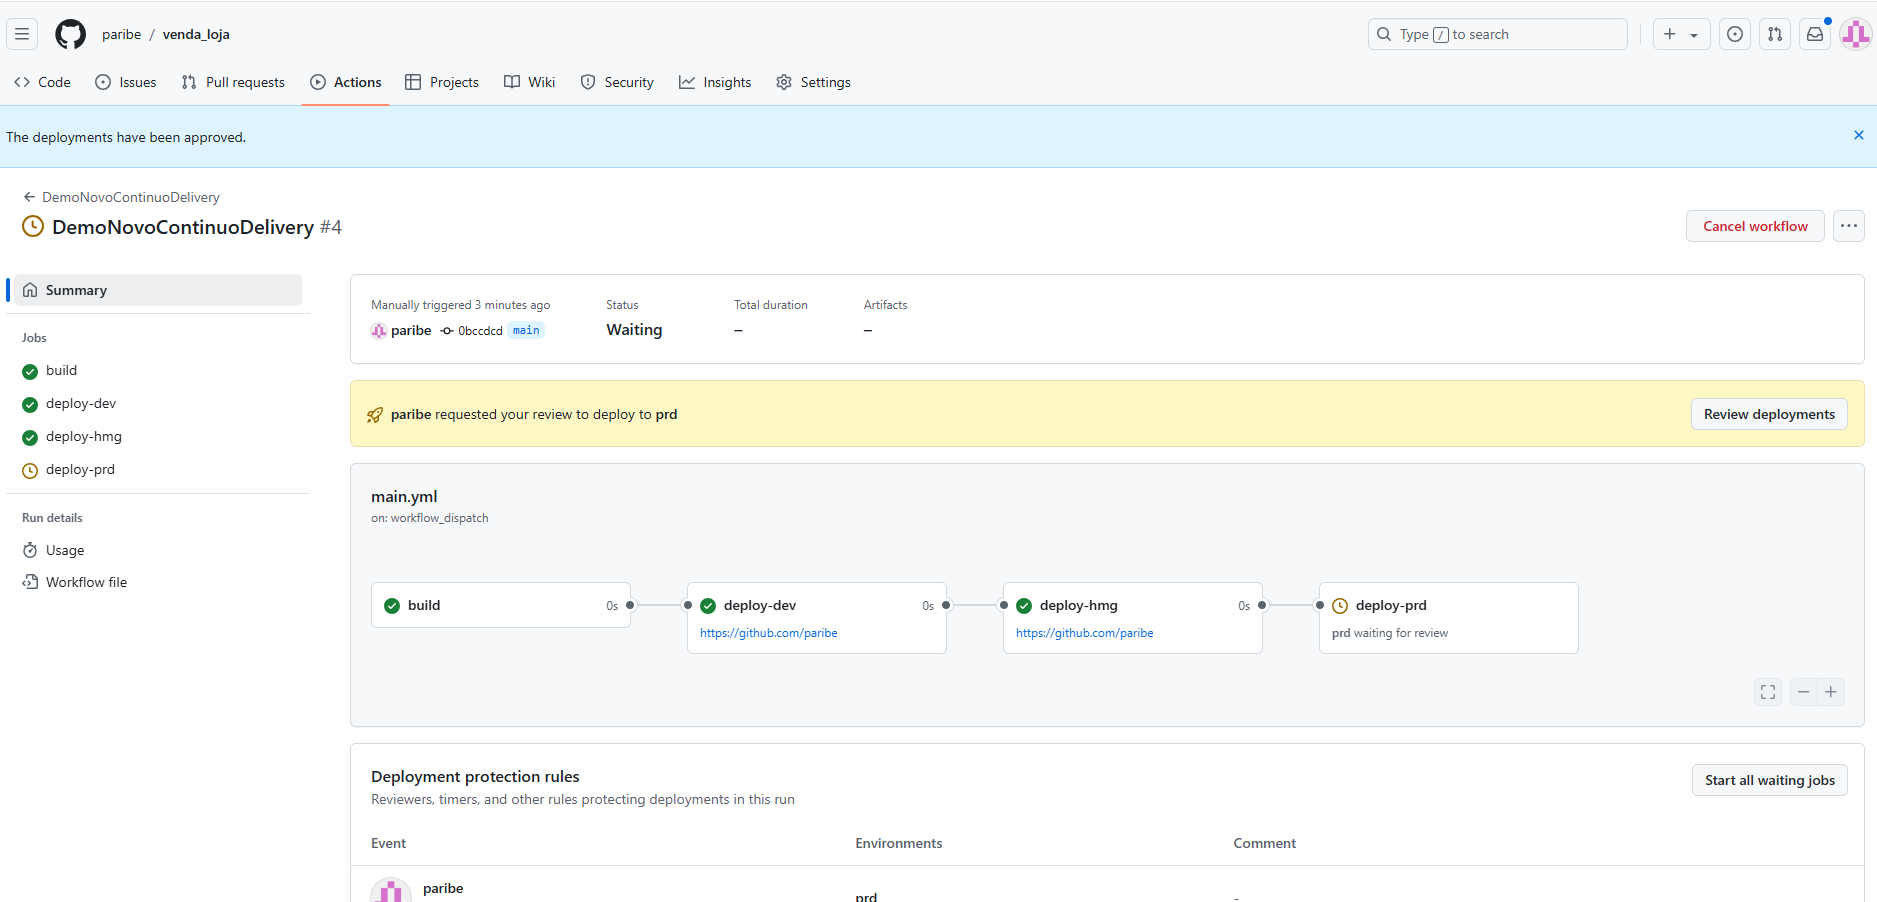 paribe / venda_loja
Type / to search
Code Issues Pull requests Actions Projects Wiki Security Insights Settings
The deployments have been approved.
DemoNovoContinuoDelivery
DemoNovoContinuoDelivery #4
Cancel workflow
Summary
Jobs
build
deploy-dev
deploy-hmg
deploy-prd
Run details
Usage
Workflow file
Manually triggered 3 minutes ago
paribe 0bccdcd main
Status
Waiting
Total duration
–
Artifacts
–
paribe requested your review to deploy to prd
Review deployments
main.yml
on: workflow_dispatch
build 0s
deploy-dev 0s
https://github.com/paribe
deploy-hmg 0s
https://github.com/paribe
deploy-prd
prd waiting for review
Deployment protection rules
Reviewers, timers, and other rules protecting deployments in this run
Start all waiting jobs
Event Environments Comment
paribe
prd -